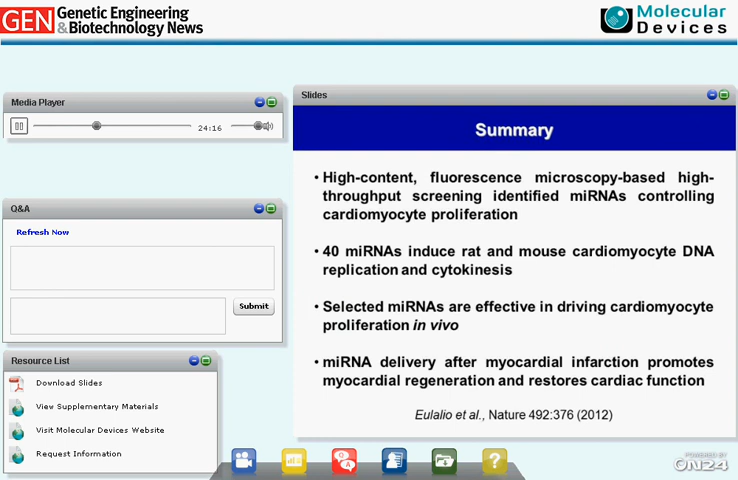 GEN Genetic Engineering
&Biotechnology News
Molecular
Devices
Media Player
24:16
Q&A
Refresh Now
Submit
Resource List
Download Slides
View Supplementary Materials
Visit Molecular Devices Website
Request Information
Slides
Summary
• High-content, fluorescence microscopy-based high-
throughput screening identified miRNAs controlling
cardiomyocyte proliferation
• 40 miRNAs induce rat and mouse cardiomyocyte DNA
replication and cytokinesis
• Selected miRNAs are effective in driving cardiomyocyte
proliferation in vivo
• miRNA delivery after myocardial infarction promotes
myocardial regeneration and restores cardiac function
Eulalio et al., Nature 492:376 (2012)
Q
A
?
POWERED BY
ON24